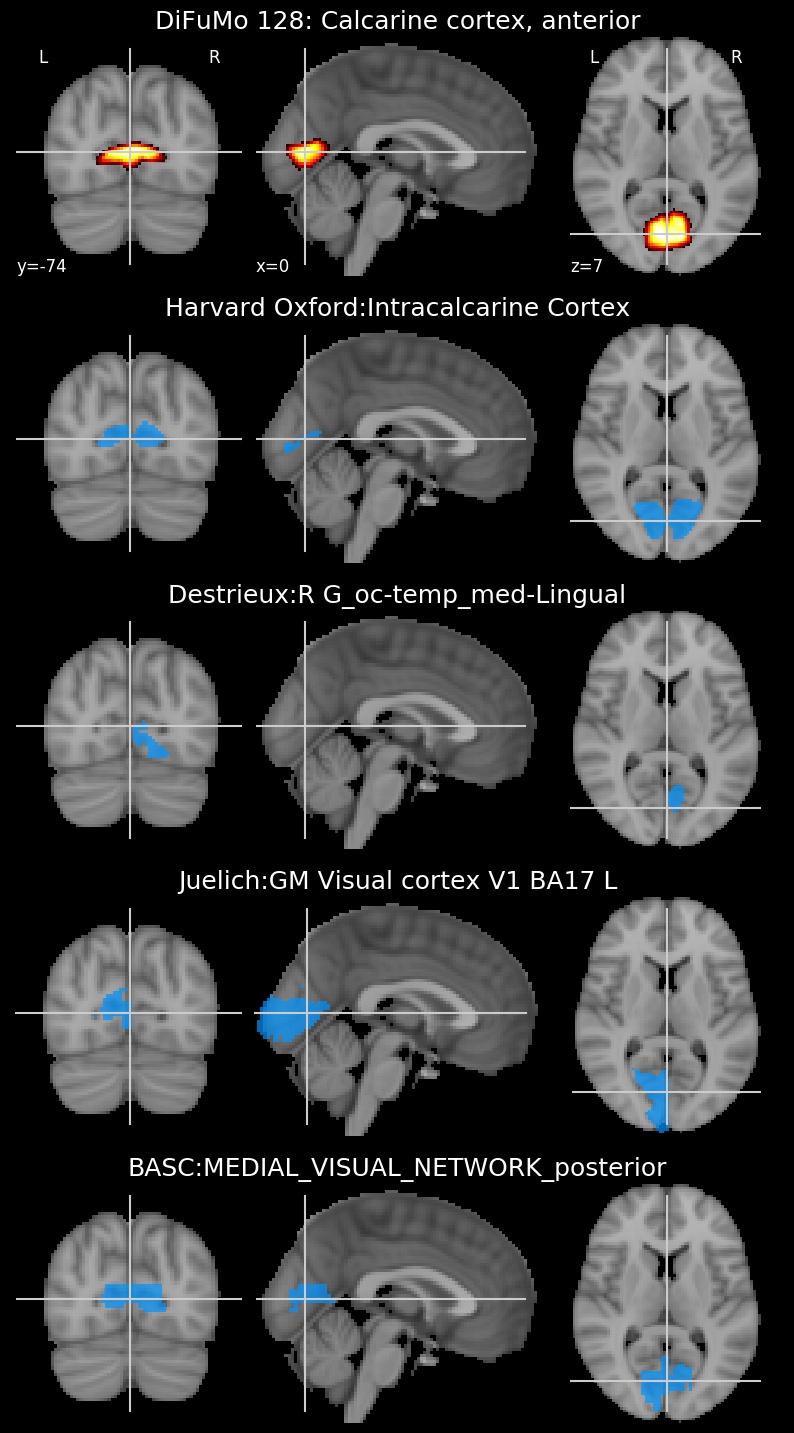 DiFuMo 128: Calcarine cortex, anterior
L R L R
y=-74 x=0 z=7
Harvard Oxford:Intracalcarine Cortex
Destrieux:R G_oc-temp_med-Lingual
Juelich:GM Visual cortex V1 BA17 L
BASC:MEDIAL_VISUAL_NETWORK_posterior